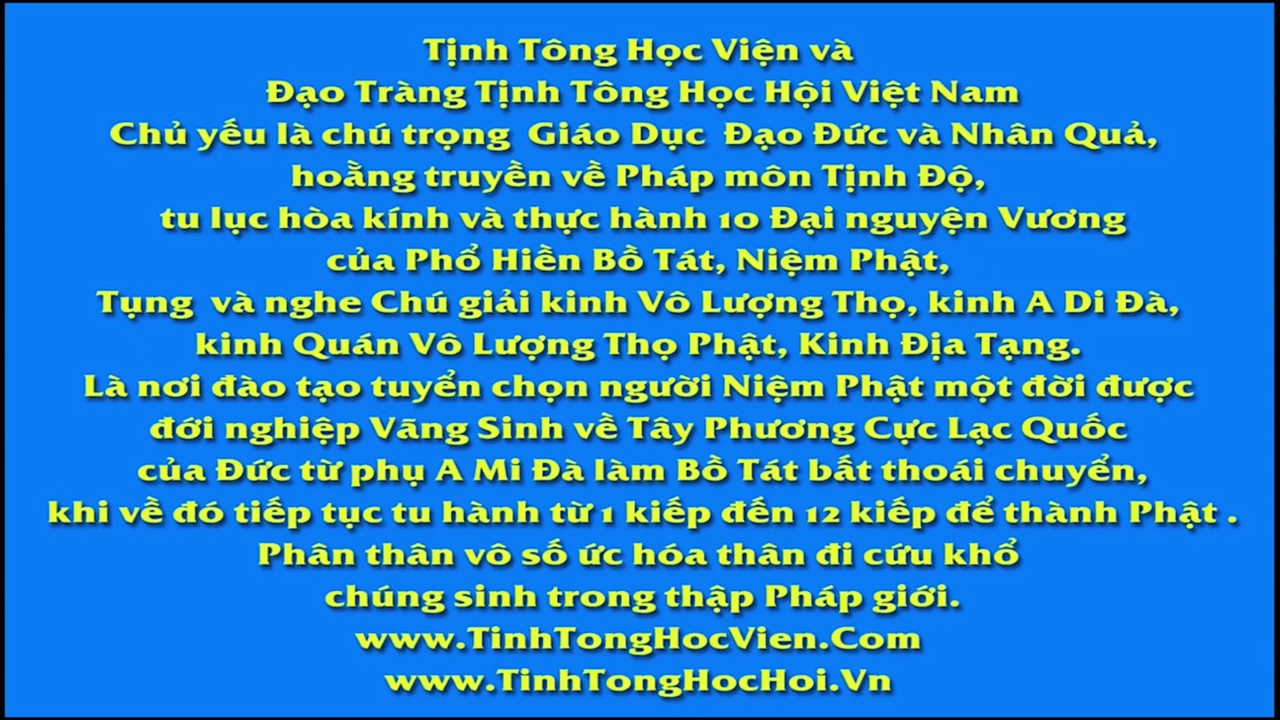 Tịnh Tông Học Viện và
Đạo Tràng Tịnh Tông Học Hội Việt Nam
Chủ yếu là chú trọng Giáo Dục Đạo Đức và Nhân Quả,
hoằng truyền về Pháp môn Tịnh Độ,
tu lục hòa kính và thực hành 10 Đại nguyện Vương
của Phổ Hiền Bồ Tát, Niệm Phật,
Tụng và nghe Chú giải kinh Vô Lượng Thọ, kinh A Di Đà,
kinh Quán Vô Lượng Thọ Phật, Kinh Địa Tạng.
Là nơi đào tạo tuyển chọn người Niệm Phật một đời được
đới nghiệp Vãng Sinh về Tây Phương Cực Lạc Quốc
của Đức từ phụ A Mi Đà làm Bồ Tát bất thoái chuyển,
khi về đó tiếp tục tu hành từ 1 kiếp đến 12 kiếp để thành Phật .
Phân thân vô số ức hóa thân đi cứu khổ
chúng sinh trong thập Pháp giới.
www.TinhTongHocVien.Com
www.TinhTongHocHoi.Vn